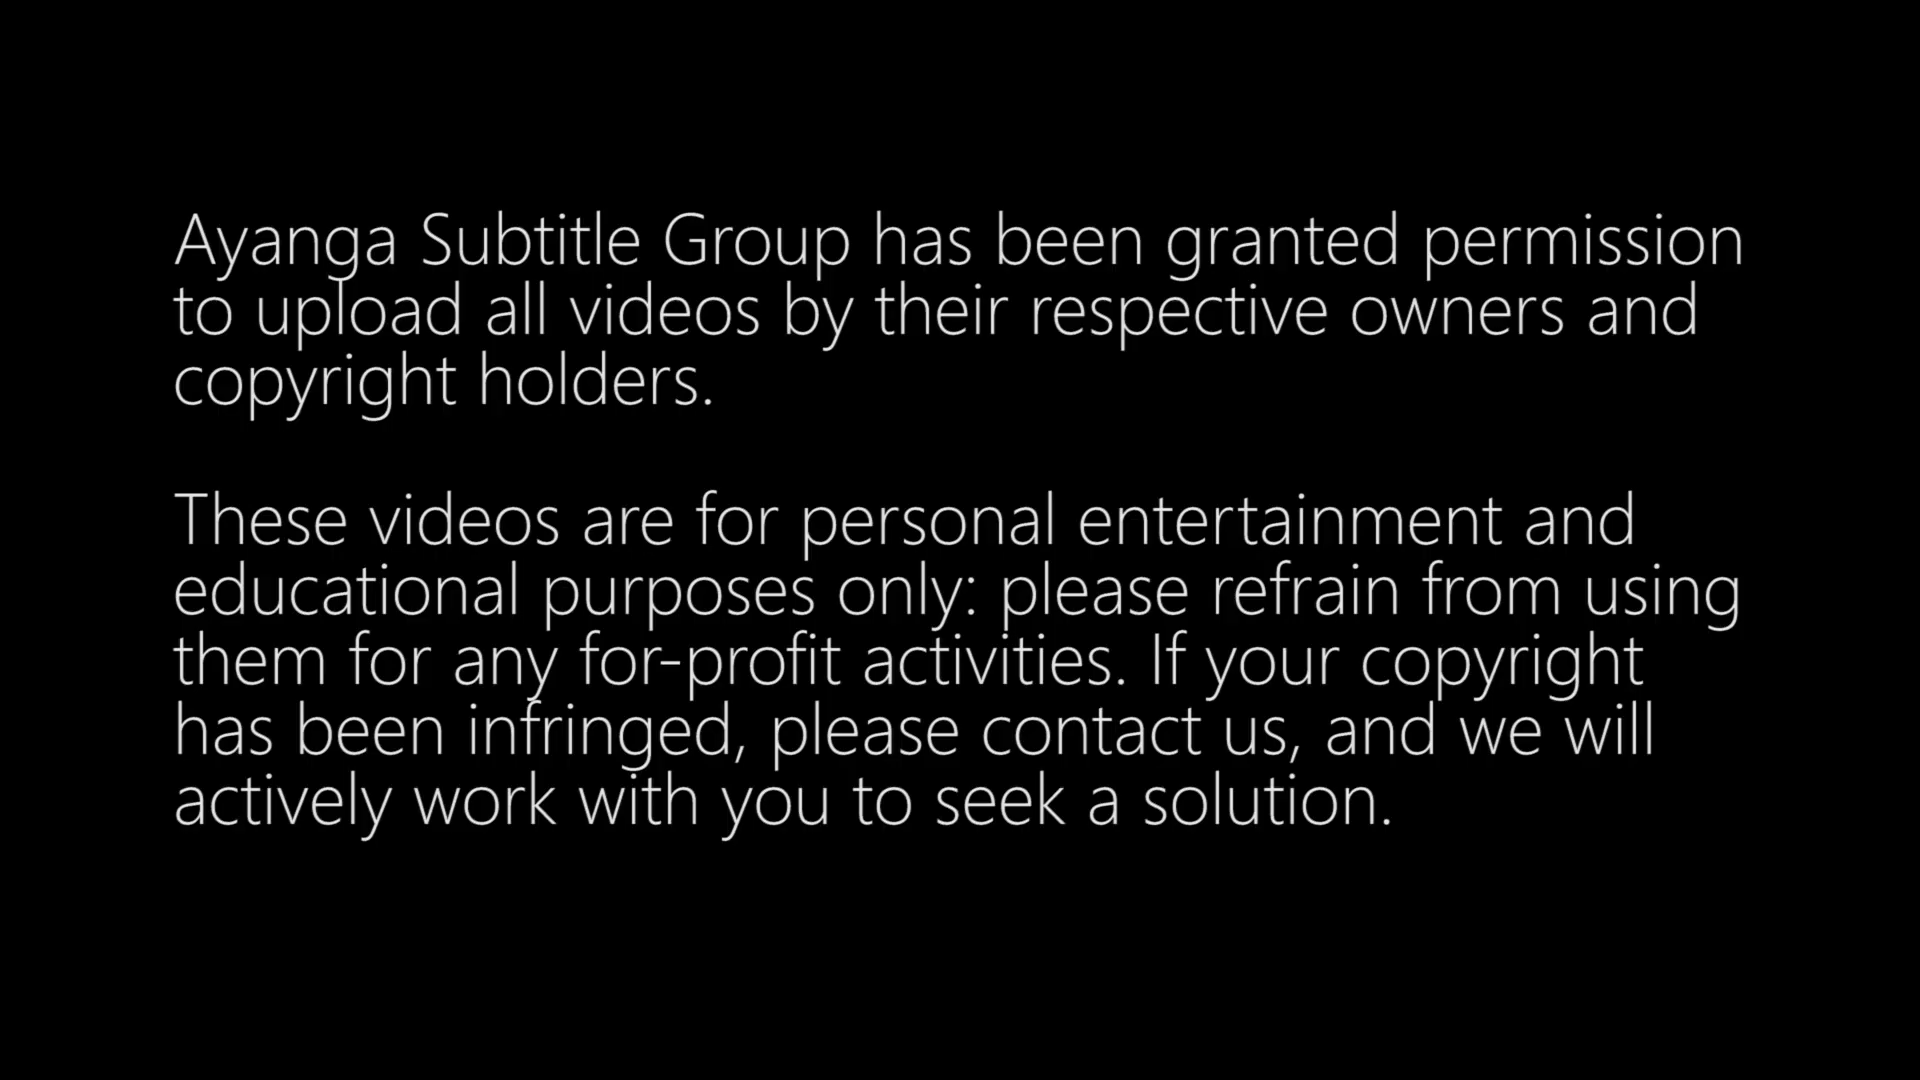 Ayanga Subtitle Group has been granted permission
to upload all videos by their respective owners and
copyright holders.
These videos are for personal entertainment and
educational purposes only: please refrain from using
them for any for-profit activities. If your copyright
has been infringed, please contact us, and we will
actively work with you to seek a solution.